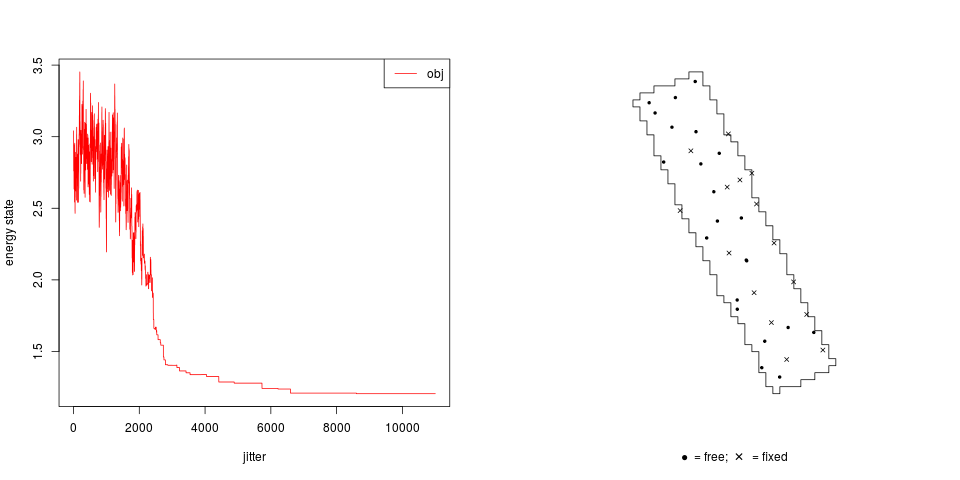 3.5
3.0
2.5
2.0
1.5
energy state
obj
0 2000 4000 6000 8000 10000
jitter
● = free; × = fixed